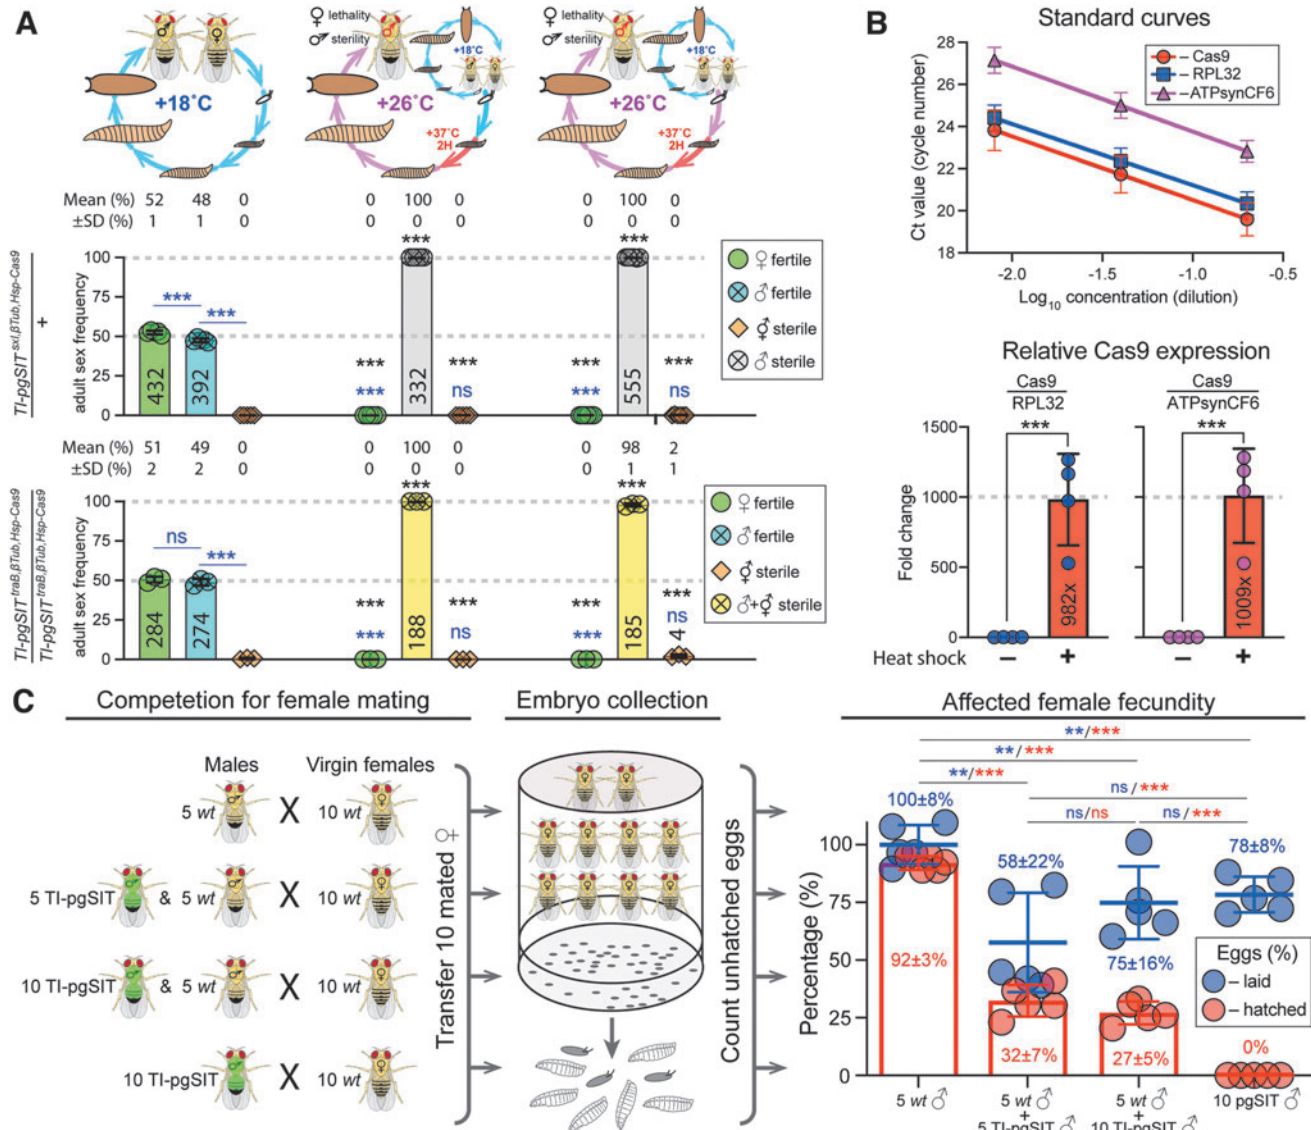 A
♀ lethality
♂ sterility
♀ lethality
♂ sterility
+18°C
+18°C
+18°C
+26°C
+26°C
+37°C
2H
+37°C
2H
Mean (%) 52 48 0 0 100 0 0 100 0
±SD (%) 1 1 0 0 0 0 0 0 0
TI-pgSIT^sxl,βTub,Hsp-Cas9
+
adult sex frequency
100
75
50
25
0
*** *** *** *** *** *** *** ***
*** ns *** ns
432 392 332 555
♀ fertile
♂ fertile
⚥ sterile
♂ sterile
Mean (%) 51 49 0 0 100 0 0 98 2
±SD (%) 2 2 0 0 0 0 0 1 1
TI-pgSIT^traB,βTub,Hsp-Cas9
TI-pgSIT^traB,βTub,Hsp-Cas9
adult sex frequency
100
75
50
25
0
ns *** *** *** *** *** *** ***
*** ns *** ns
284 274 188 185 4
♀ fertile
♂ fertile
⚥ sterile
♂+⚥ sterile
B
Standard curves
Ct value (cycle number)
28
26
24
22
20
18
–Cas9
–RPL32
–ATPsynCF6
-2.0 -1.5 -1.0 -0.5
Log10 concentration (dilution)
Relative Cas9 expression
Cas9
RPL32
Cas9
ATPsynCF6
*** ***
Fold change
1500
1000
500
0
982x 1009x
Heat shock – + – +
C
Competetion for female mating
Males Virgin females
5 wt X 10 wt
5 TI-pgSIT & 5 wt X 10 wt
10 TI-pgSIT & 5 wt X 10 wt
10 TI-pgSIT X 10 wt
Transfer 10 mated ♀
Embryo collection
Count unhatched eggs
Affected female fecundity
**/***
**/***
**/*** ns/***
ns/ns ns/***
100±8% 58±22% 75±16% 78±8%
92±3% 32±7% 27±5% 0%
Percentage (%)
100
75
50
25
0
Eggs (%)
– laid
– hatched
5 wt ♂
5 wt ♂
+
5 TI-pgSIT ♂
5 wt ♂
+
10 TI-pgSIT ♂
10 pgSIT ♂